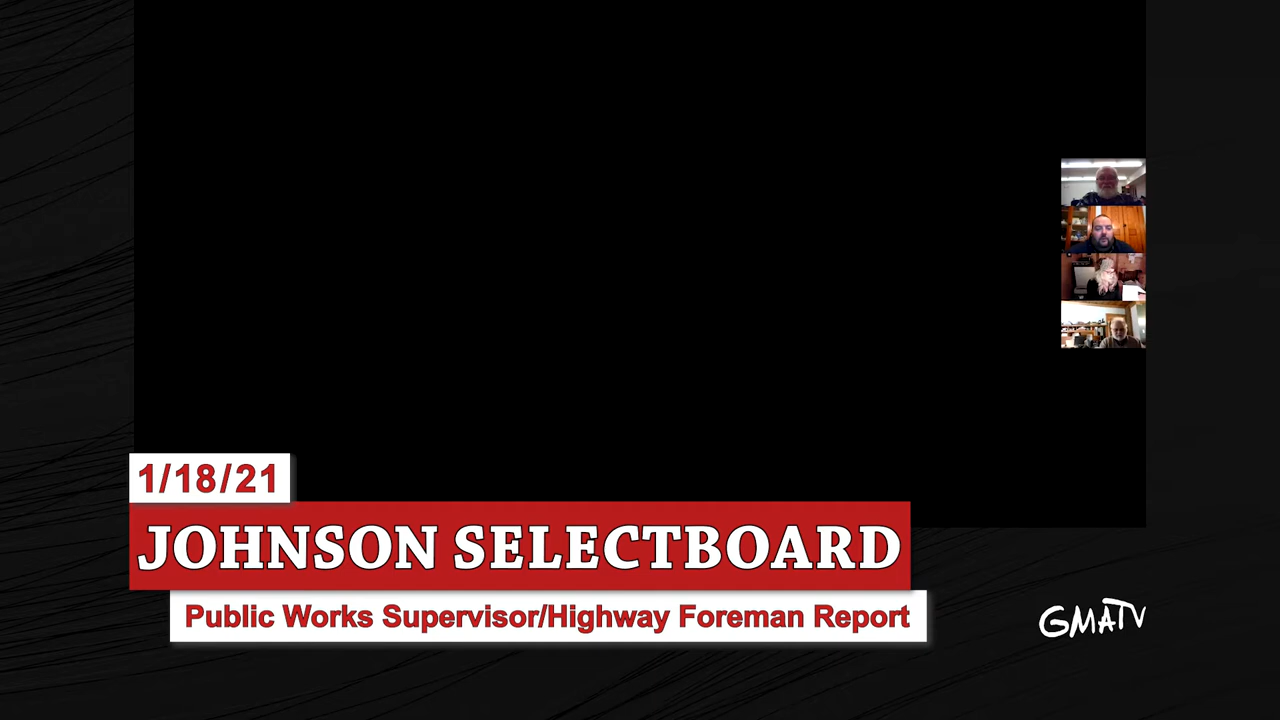 1/18/21
JOHNSON SELECTBOARD
Public Works Supervisor/Highway Foreman Report
GMATV